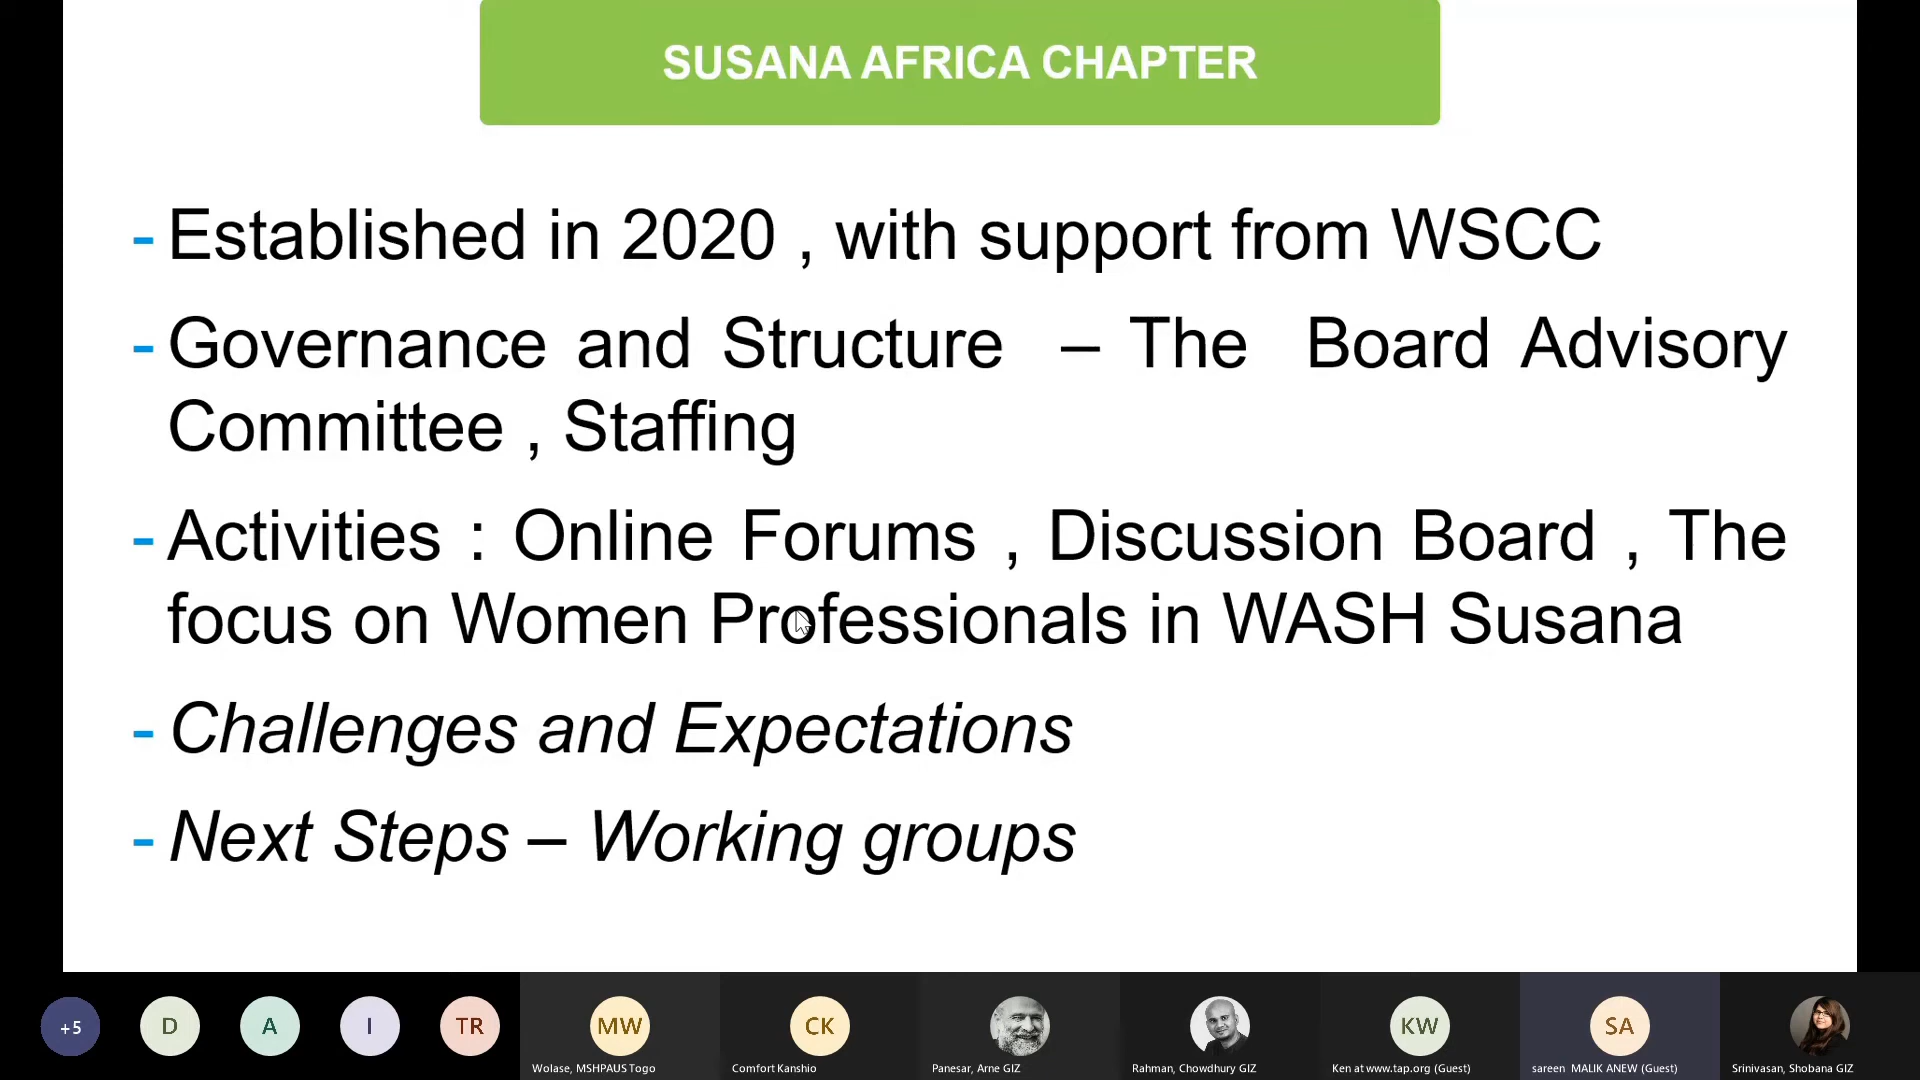 SUSANA AFRICA CHAPTER
- Established in 2020 , with support from WSCC
- Governance and Structure – The Board Advisory
Committee , Staffing
- Activities : Online Forums , Discussion Board , The
focus on Women Professionals in WASH Susana
- Challenges and Expectations
- Next Steps – Working groups
+5
D
A
I
TR
MW
CK
KW
SA
Wolase, MSHPAUS Togo
Comfort Kanshio
Panesar, Arne GIZ
Rahman, Chowdhury GIZ
Ken at www.tap.org (Guest)
sareen MALIK ANEW (Guest)
Srinivasan, Shobana GIZ